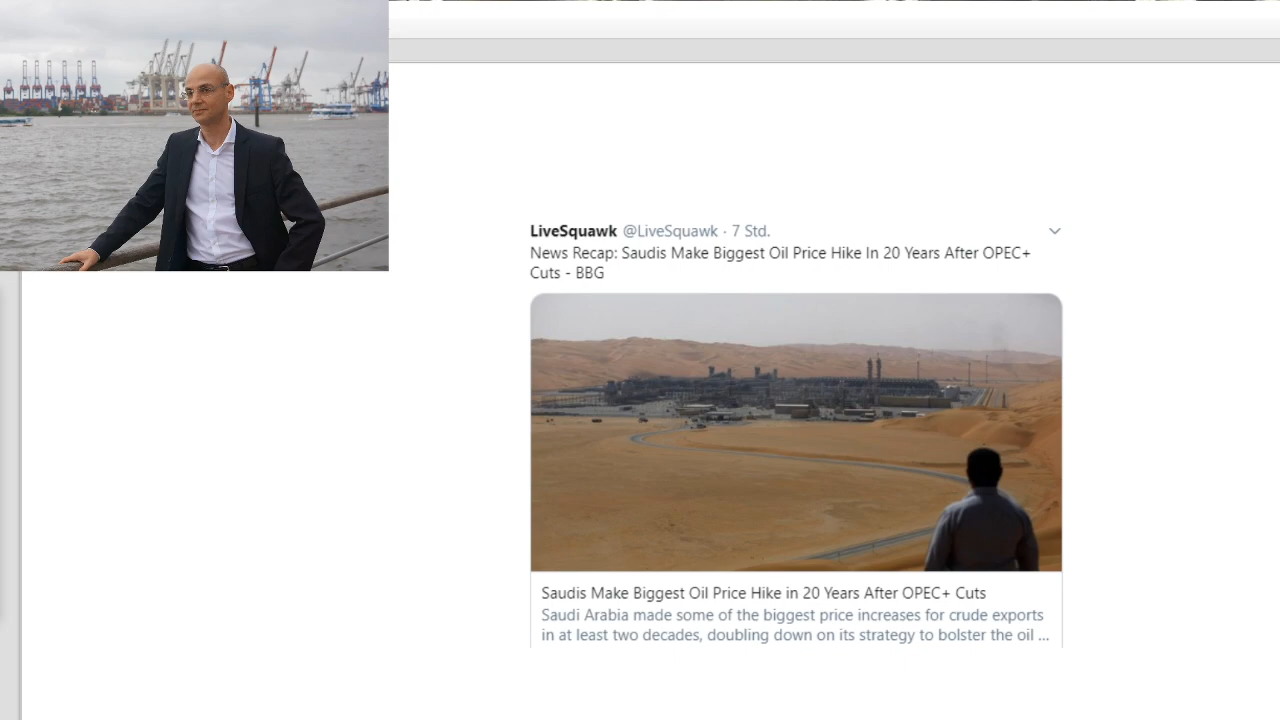 LiveSquawk @LiveSquawk · 7 Std.
News Recap: Saudis Make Biggest Oil Price Hike In 20 Years After OPEC+
Cuts - BBG
Saudis Make Biggest Oil Price Hike in 20 Years After OPEC+ Cuts
Saudi Arabia made some of the biggest price increases for crude exports
in at least two decades, doubling down on its strategy to bolster the oil ...